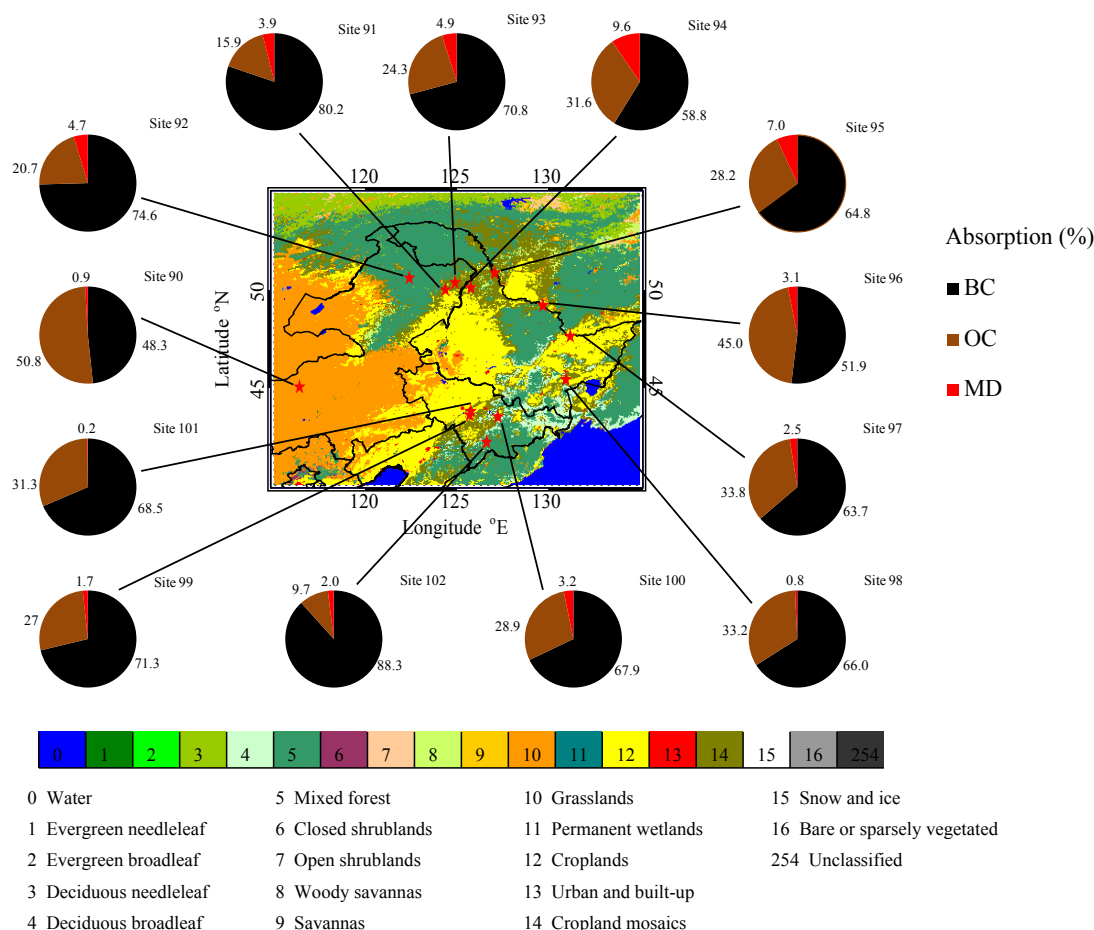 3.9
Site 91
15.9
80.2
4.9
Site 93
24.3
70.8
9.6
Site 94
31.6
58.8
4.7
Site 92
20.7
74.6
7.0
Site 95
28.2
64.8
0.9
Site 90
50.8
48.3
3.1
Site 96
45.0
51.9
0.2
Site 101
31.3
68.5
2.5
Site 97
33.8
63.7
1.7
Site 99
27
71.3
2.0
Site 102
9.7
88.3
3.2
Site 100
28.9
67.9
0.8
Site 98
33.2
66.0
120 125 130
50
45
Latitude °N
50
45
120 125 130
Longitude °E
Absorption (%)
BC
OC
MD
0 1 2 3 4 5 6 7 8 9 10 11 12 13 14 15 16 254
0 Water
1 Evergreen needleleaf
2 Evergreen broadleaf
3 Deciduous needleleaf
4 Deciduous broadleaf
5 Mixed forest
6 Closed shrublands
7 Open shrublands
8 Woody savannas
9 Savannas
10 Grasslands
11 Permanent wetlands
12 Croplands
13 Urban and built-up
14 Cropland mosaics
15 Snow and ice
16 Bare or sparsely vegetated
254 Unclassified